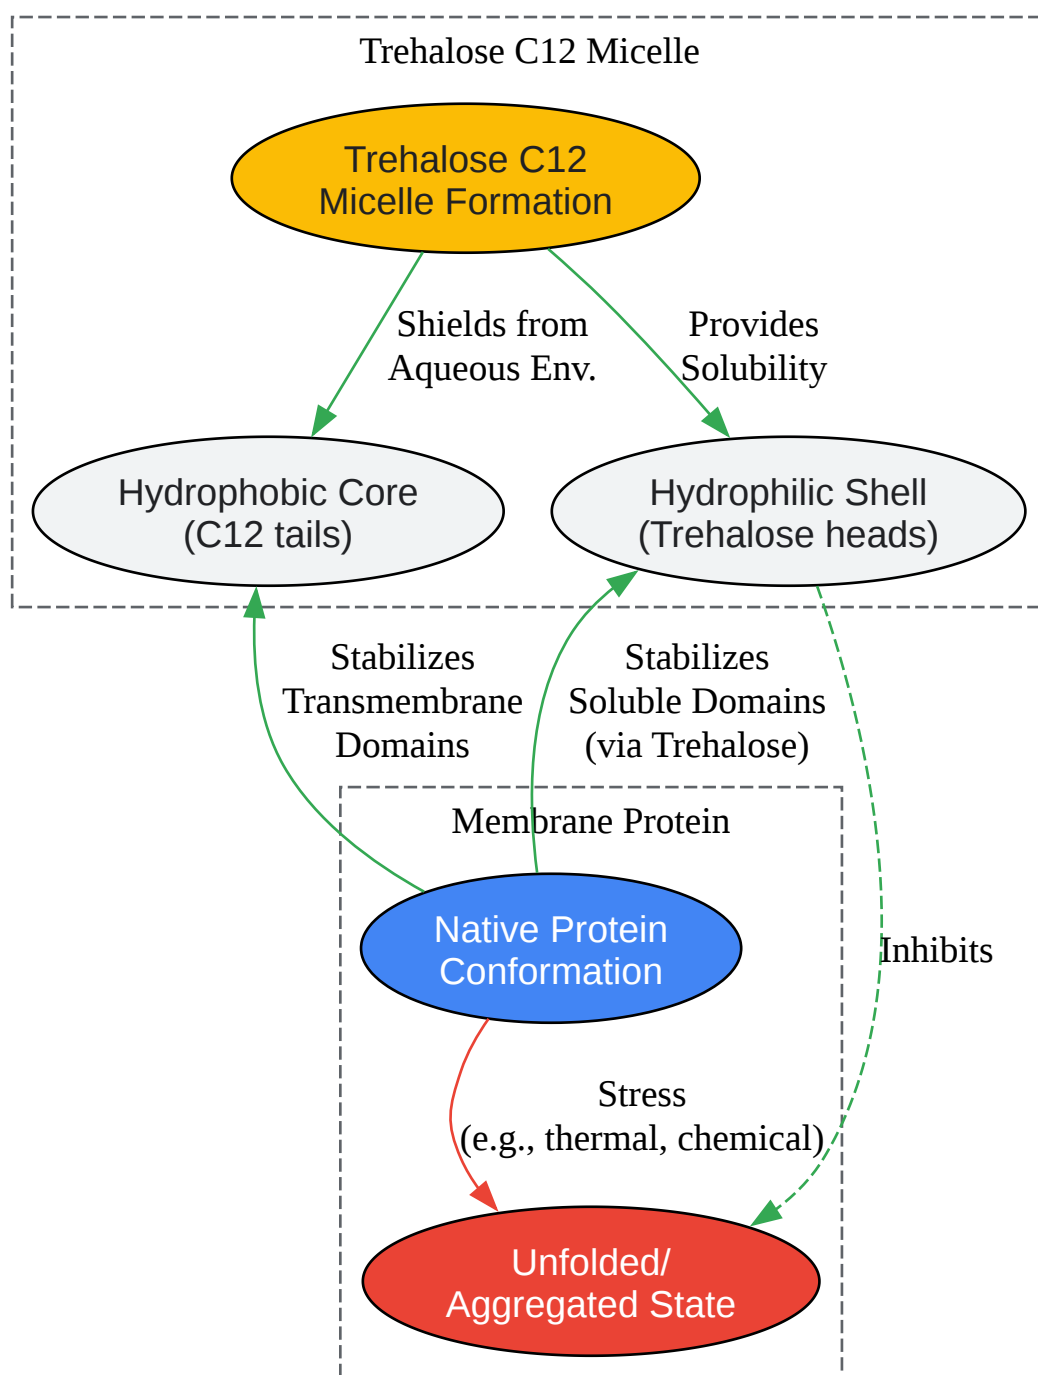 Trehalose C12 Micelle
Trehalose C12
Micelle Formation
Shields from
Aqueous Env.
Provides
Solubility
Hydrophobic Core
(C12 tails)
Hydrophilic Shell
(Trehalose heads)
Stabilizes
Transmembrane
Domains
Stabilizes
Soluble Domains
(via Trehalose)
Membrane Protein
Native Protein
Conformation
Inhibits
Stress
(e.g., thermal, chemical)
Unfolded/
Aggregated State